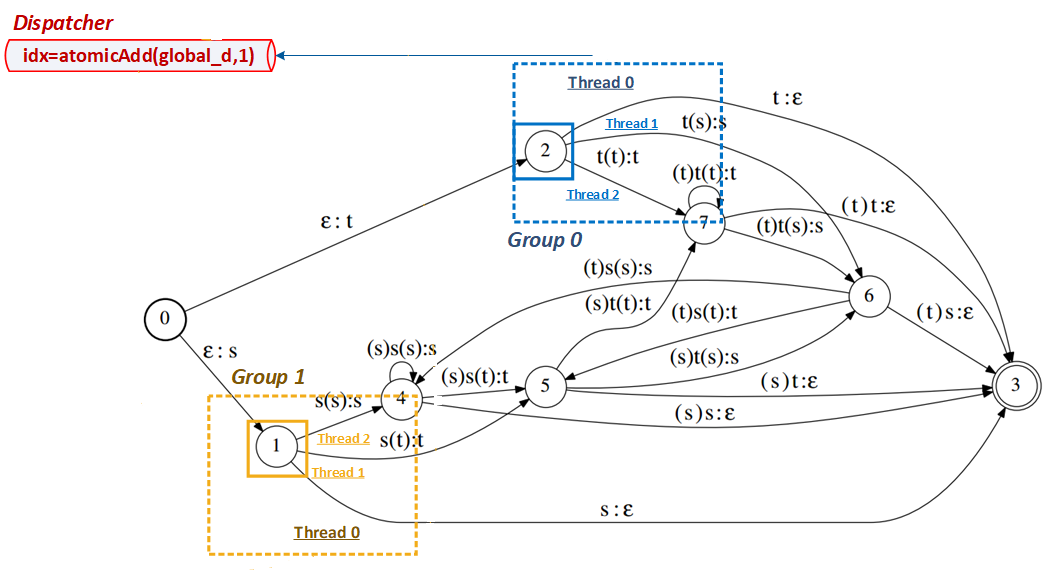 Dispatcher
idx=atomicAdd(global_d,1)
Thread 0
t:ε
Thread 1
t(s):s
2
t(t):t
(t)t(t):t
Thread 2
(t)t:ε
ε:t
7
(t)t(s):s
Group 0
(t)s(s):s
6
(s)t(t):t
(t)s(t):t
(t)s:ε
0
ε:s
(s)s(s):s
(s)t(s):s
Group 1
(s)s(t):t
5
(s)t:ε
3
s(s):s
4
(s)s:ε
1
Thread 2
s(t):t
Thread 1
s:ε
Thread 0